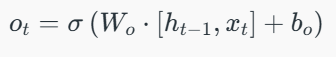 o_t = σ (W_o · [h_{t−1}, x_t] + b_o)